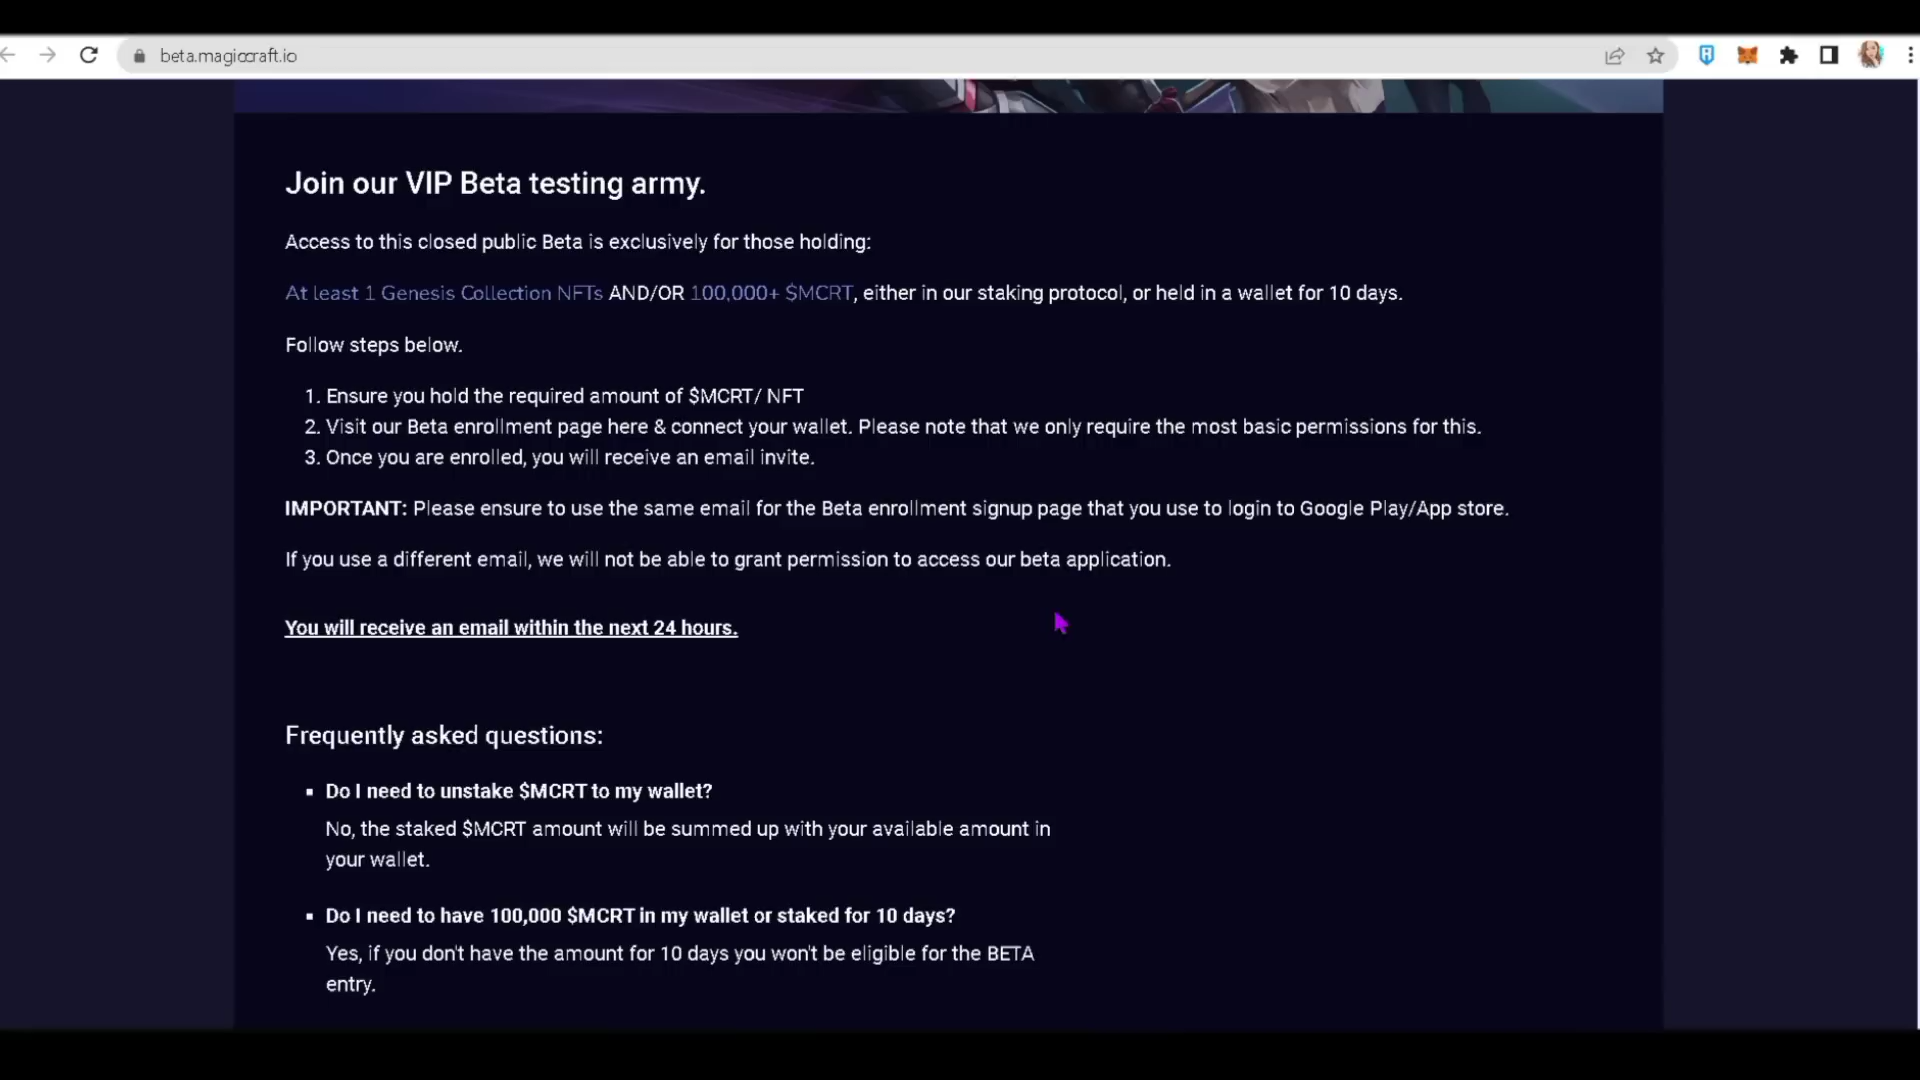 beta.magiccraft.io
Join our VIP Beta testing army.
Access to this closed public Beta is exclusively for those holding:
At least 1 Genesis Collection NFTs AND/OR 100,000+ $MCRT, either in our staking protocol, or held in a wallet for 10 days.
Follow steps below.
1. Ensure you hold the required amount of $MCRT/ NFT
2. Visit our Beta enrollment page here & connect your wallet. Please note that we only require the most basic permissions for this.
3. Once you are enrolled, you will receive an email invite.
IMPORTANT: Please ensure to use the same email for the Beta enrollment signup page that you use to login to Google Play/App store.
If you use a different email, we will not be able to grant permission to access our beta application.
You will receive an email within the next 24 hours.
Frequently asked questions:
▪ Do I need to unstake $MCRT to my wallet?
No, the staked $MCRT amount will be summed up with your available amount in
your wallet.
▪ Do I need to have 100,000 $MCRT in my wallet or staked for 10 days?
Yes, if you don't have the amount for 10 days you won't be eligible for the BETA
entry.